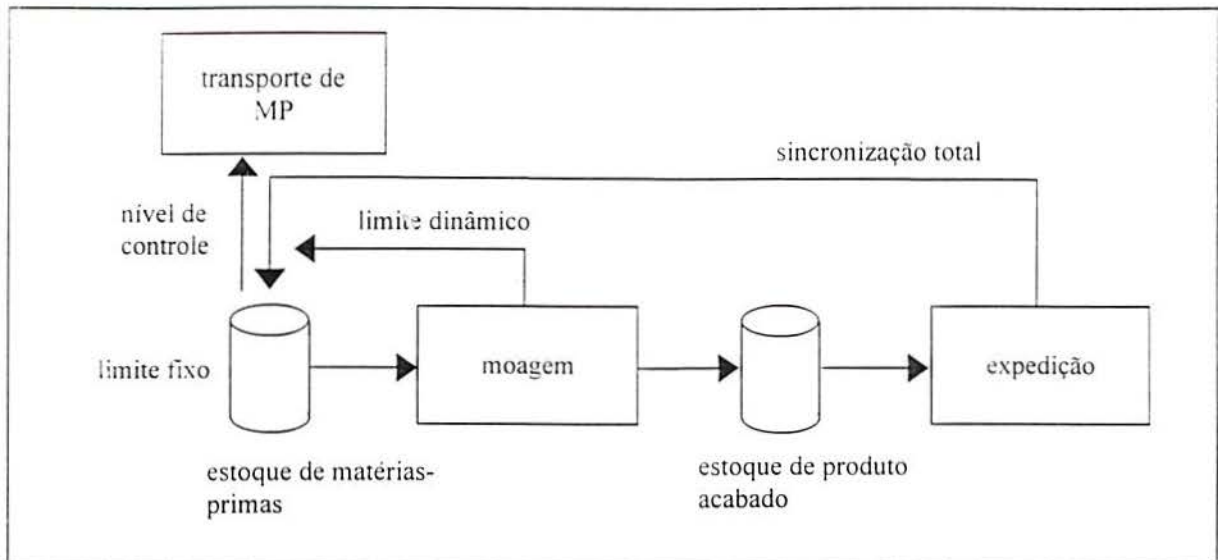 transporte de
MP
sincronização total
nível de
controle
limite dinâmico
limite fixo
moagem
expedição
estoque de matérias-
primas
estoque de produto
acabado